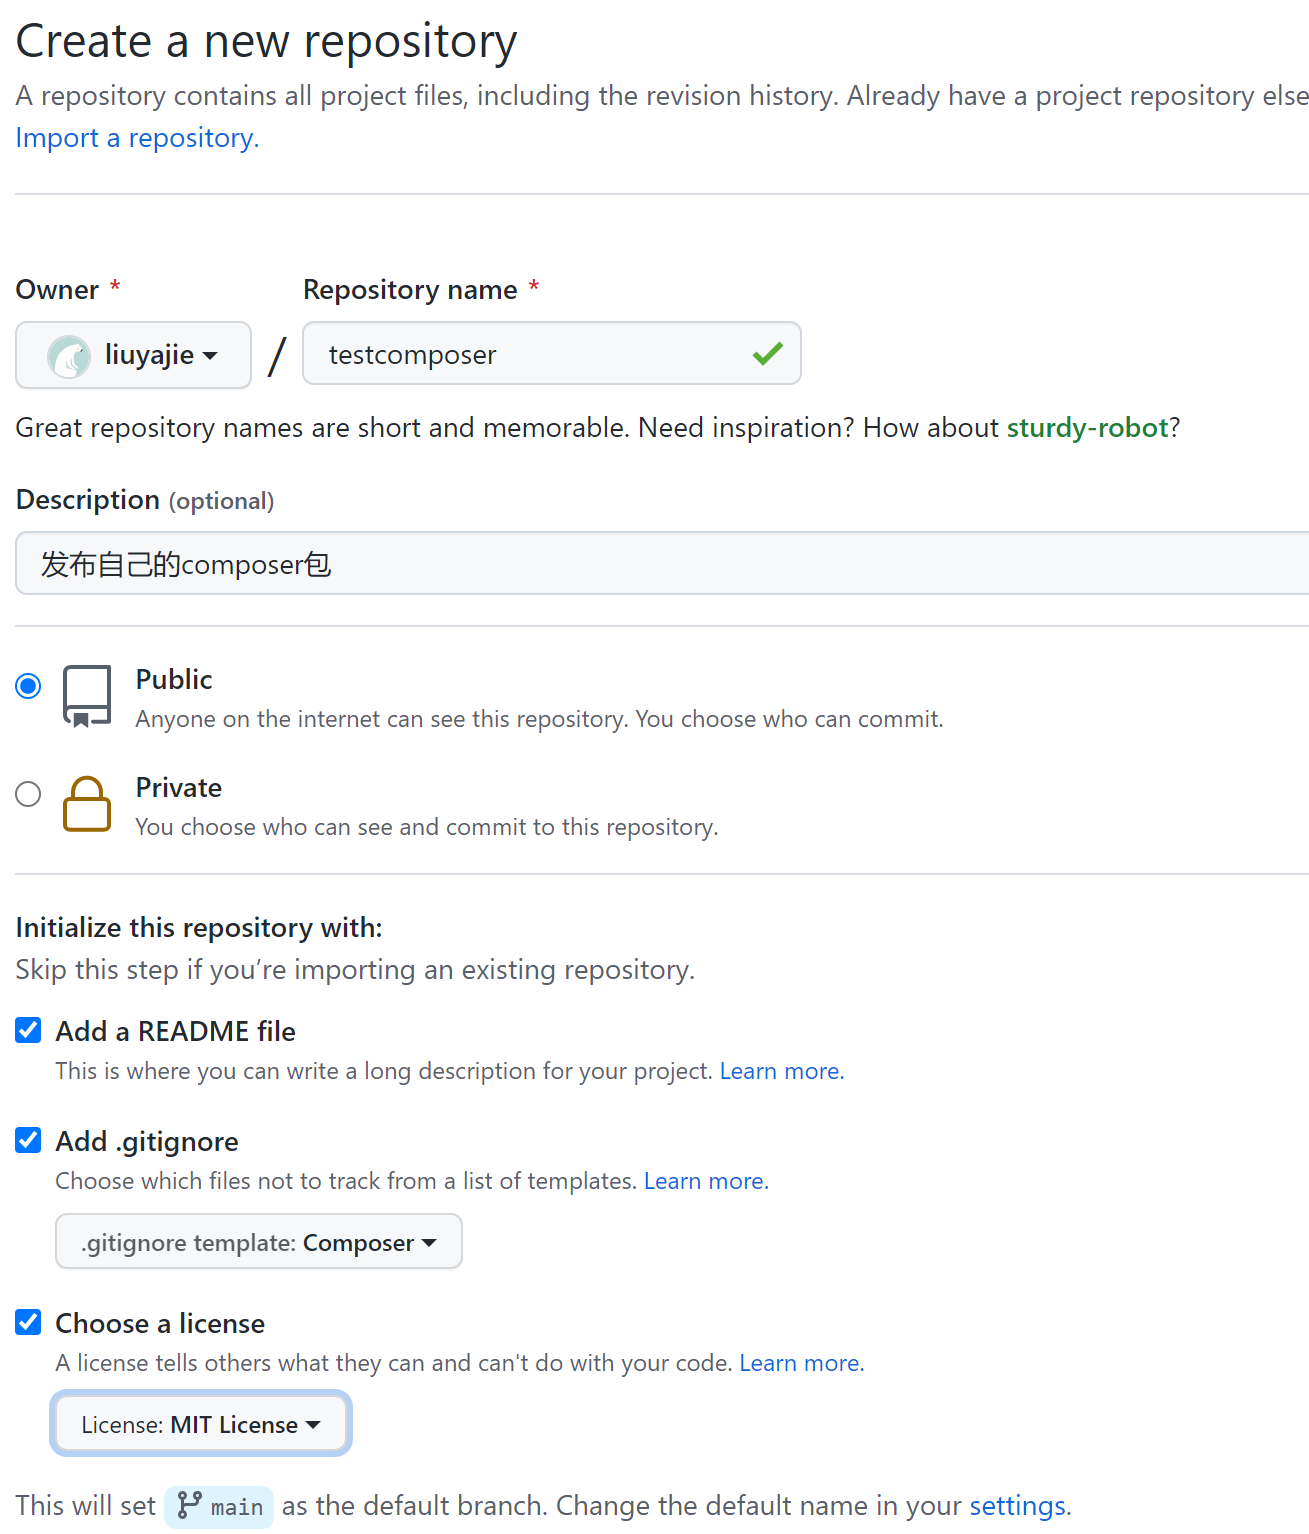 Create a new repository
A repository contains all project files, including the revision history. Already have a project repository else
Import a repository.
Owner *
Repository name *
liuyajie
/
testcomposer
Great repository names are short and memorable. Need inspiration? How about sturdy-robot?
Description (optional)
发布自己的composer包
Public
Anyone on the internet can see this repository. You choose who can commit.
Private
You choose who can see and commit to this repository.
Initialize this repository with:
Skip this step if you’re importing an existing repository.
Add a README file
This is where you can write a long description for your project. Learn more.
Add .gitignore
Choose which files not to track from a list of templates. Learn more.
.gitignore template: Composer
Choose a license
A license tells others what they can and can't do with your code. Learn more.
License: MIT License
This will set main as the default branch. Change the default name in your settings.